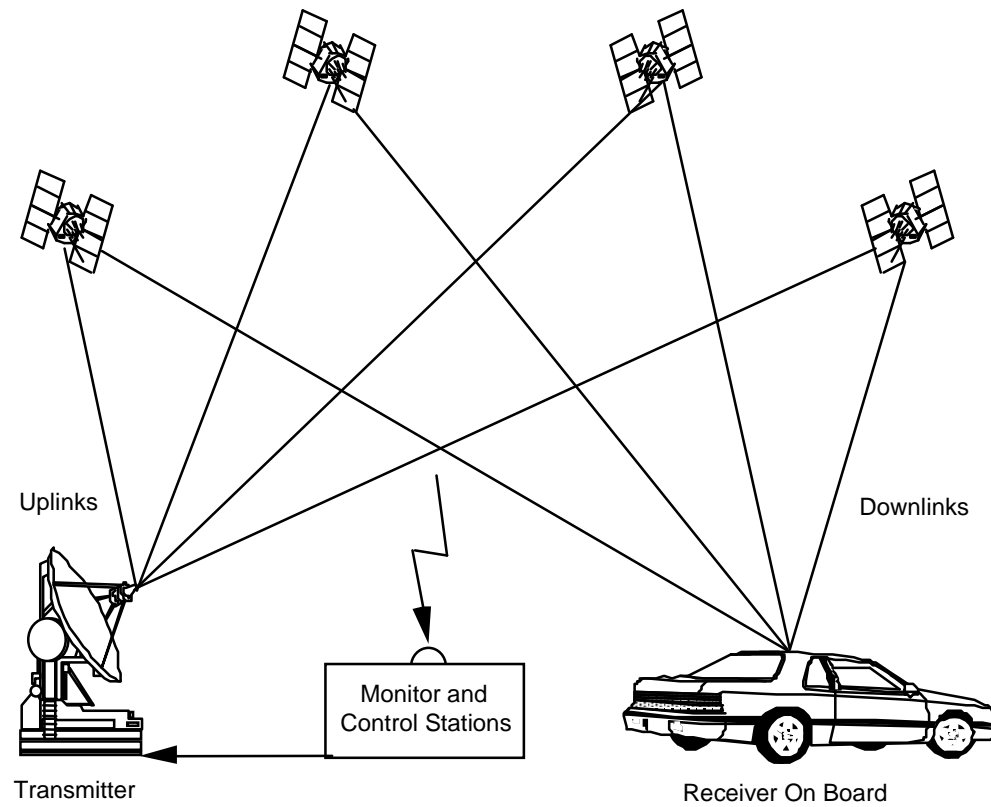 Uplinks
Downlinks
Monitor and
Control Stations
Transmitter
Receiver On Board